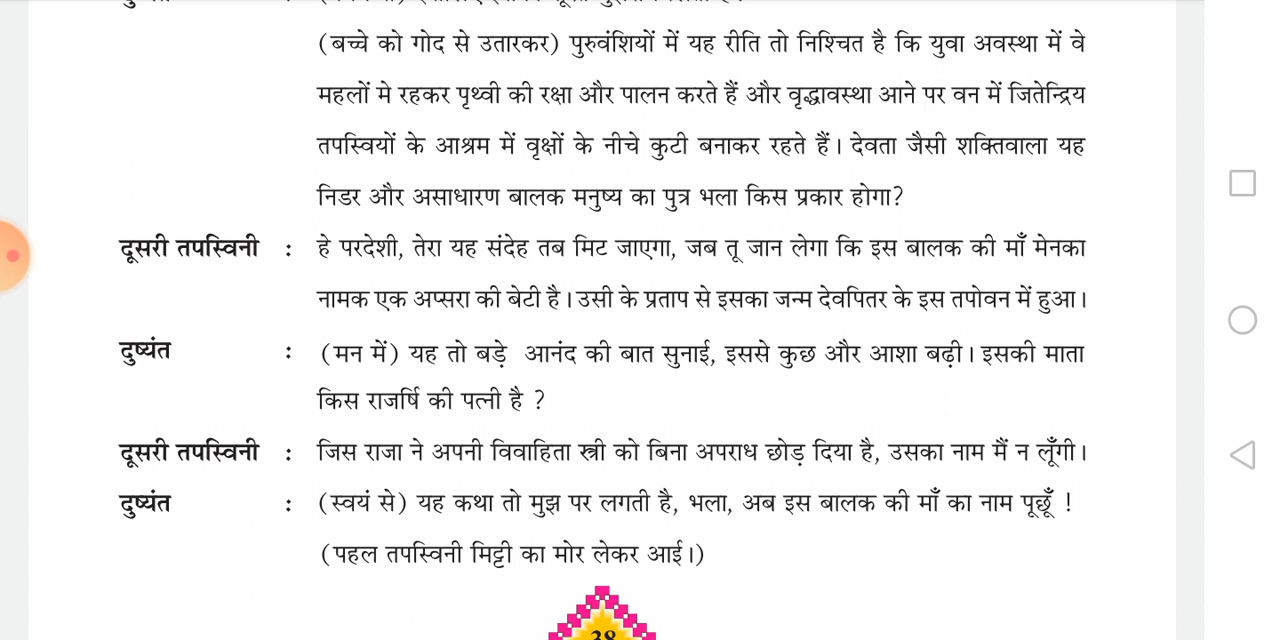 (बच्चे को गोद से उतारकर) पुरुवंशियों में यह रीति तो निश्चित है कि युवा अवस्था में वे
महलों मे रहकर पृथ्वी की रक्षा और पालन करते हैं और वृद्धावस्था आने पर वन में जितेन्द्रिय
तपस्वियों के आश्रम में वृक्षों के नीचे कुटी बनाकर रहते हैं। देवता जैसी शक्तिवाला यह
निडर और असाधारण बालक मनुष्य का पुत्र भला किस प्रकार होगा?
दूसरी तपस्विनी : हे परदेशी, तेरा यह संदेह तब मिट जाएगा, जब तू जान लेगा कि इस बालक की माँ मेनका
नामक एक अप्सरा की बेटी है। उसी के प्रताप से इसका जन्म देवपितर के इस तपोवन में हुआ।
दुष्यंत : (मन में) यह तो बड़े आनंद की बात सुनाई, इससे कुछ और आशा बढ़ी। इसकी माता
किस राजर्षि की पत्नी है ?
दूसरी तपस्विनी : जिस राजा ने अपनी विवाहिता स्त्री को बिना अपराध छोड़ दिया है, उसका नाम मैं न लूँगी।
दुष्यंत : (स्वयं से) यह कथा तो मुझ पर लगती है, भला, अब इस बालक की माँ का नाम पूछूँ !
(पहल तपस्विनी मिट्टी का मोर लेकर आई।)
38